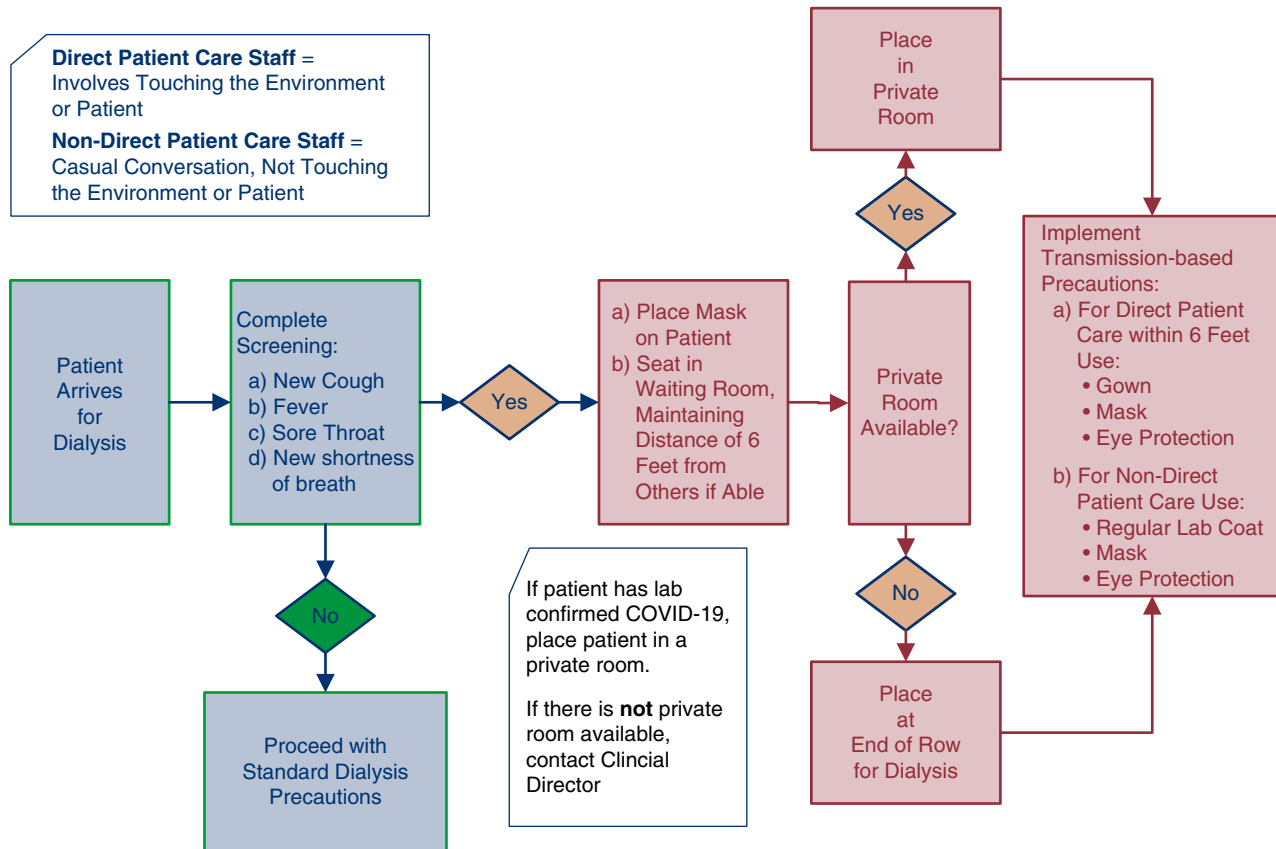 Direct Patient Care Staff =
Involves Touching the Environment
or Patient
Non-Direct Patient Care Staff =
Casual Conversation, Not Touching
the Environment or Patient
Patient
Arrives
for
Dialysis
Complete
Screening:
a) New Cough
b) Fever
c) Sore Throat
d) New shortness
of breath
No
Proceed with
Standard Dialysis
Precautions
Yes
a) Place Mask
on Patient
b) Seat in
Waiting Room,
Maintaining
Distance of 6
Feet from
Others if Able
If patient has lab
confirmed COVID-19,
place patient in a
private room.
If there is not private
room available,
contact Clincial
Director
Private
Room
Available?
Yes
Place
in
Private
Room
No
Place
at
End of Row
for Dialysis
Implement
Transmission-based
Precautions:
a) For Direct Patient
Care within 6 Feet
Use:
• Gown
• Mask
• Eye Protection
b) For Non-Direct
Patient Care Use:
• Regular Lab Coat
• Mask
• Eye Protection